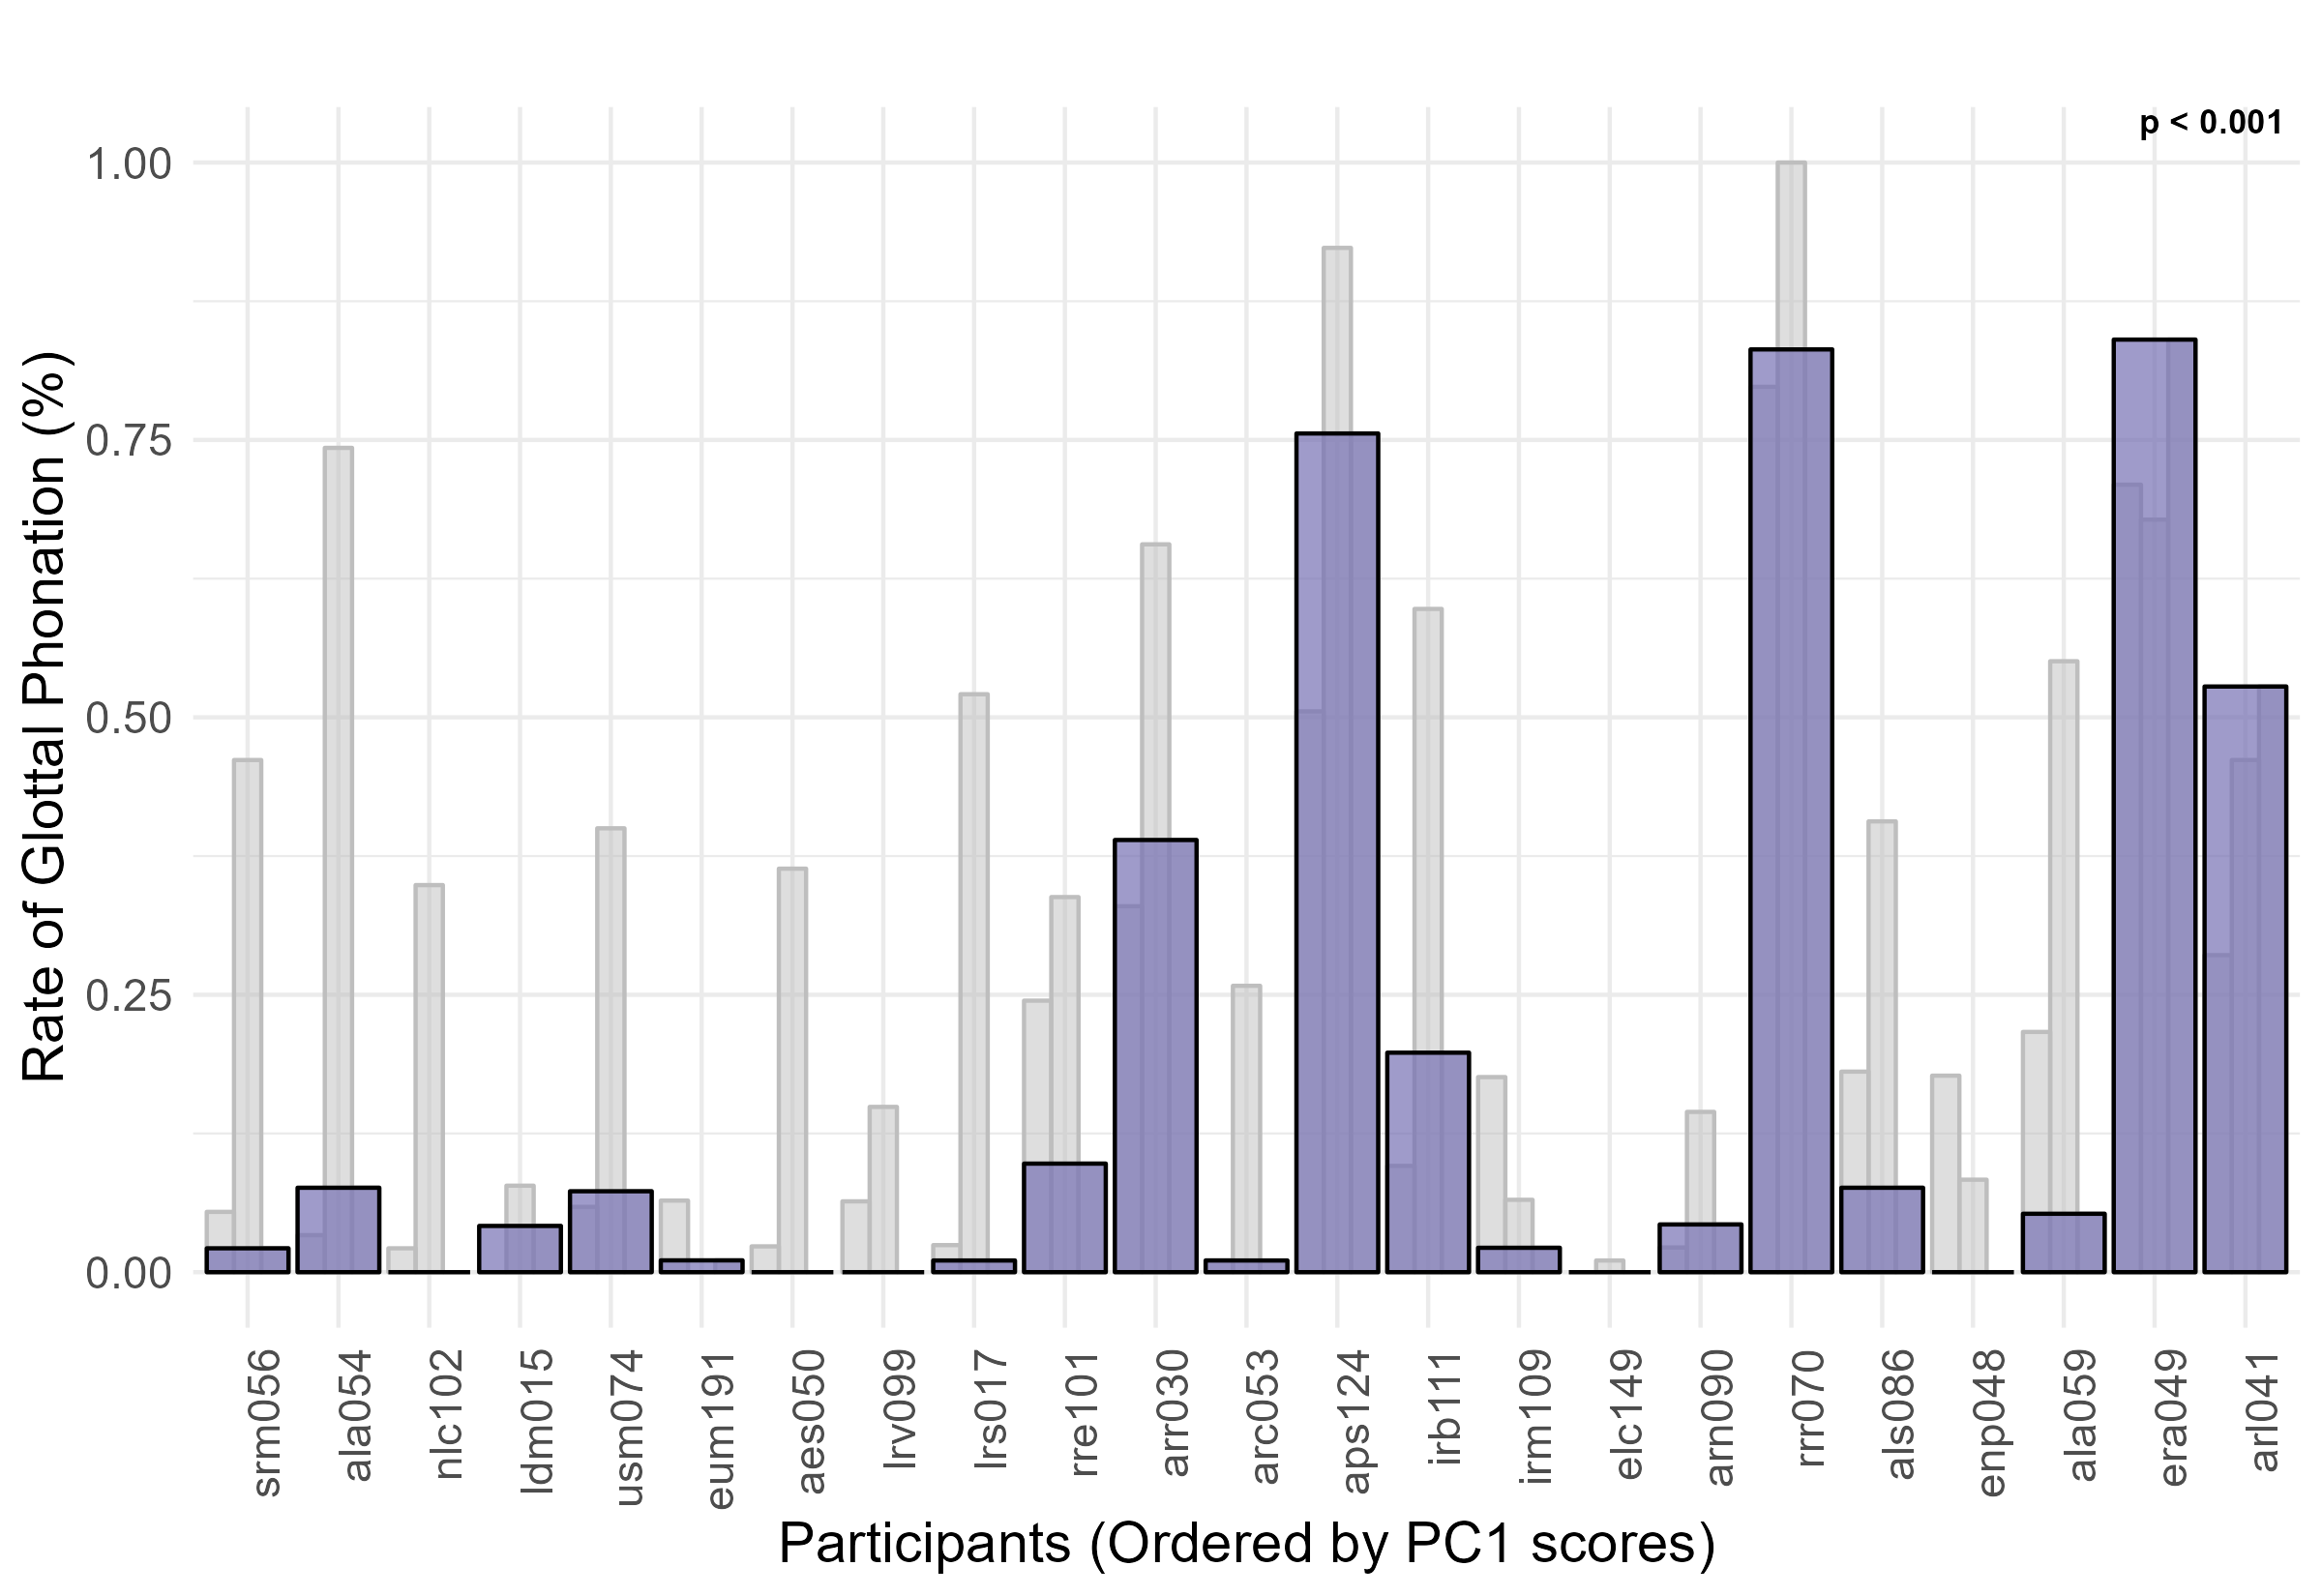 p < 0.001
Rate of Glottal Phonation (%)
1.00
0.75
0.50
0.25
0.00
srm056
ala054
nlc102
ldm015
usm074
eum191
aes050
lrv099
lrs017
rre101
arr030
arc053
aps124
irb111
irm109
elc149
arn090
rrr070
als086
enp048
ala059
era049
arl041
Participants (Ordered by PC1 scores)